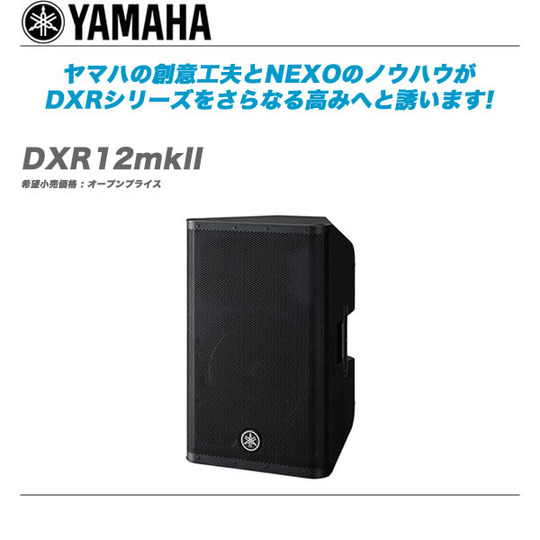 YAMAHA
ヤマハの創意工夫とNEXOのノウハウが
DXRシリーズをさらなる高みへと誘います!
DXR12mkII
希望小売価格:オープンプライス